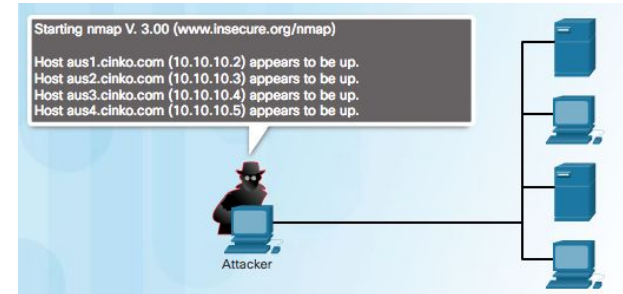 Starting nmap V. 3.00 (www.insecure.org/nmap)
Host aus1.cinko.com (10.10.10.2) appears to be up.
Host aus2.cinko.com (10.10.10.3) appears to be up.
Host aus3.cinko.com (10.10.10.4) appears to be up.
Host aus4.cinko.com (10.10.10.5) appears to be up.
Attacker